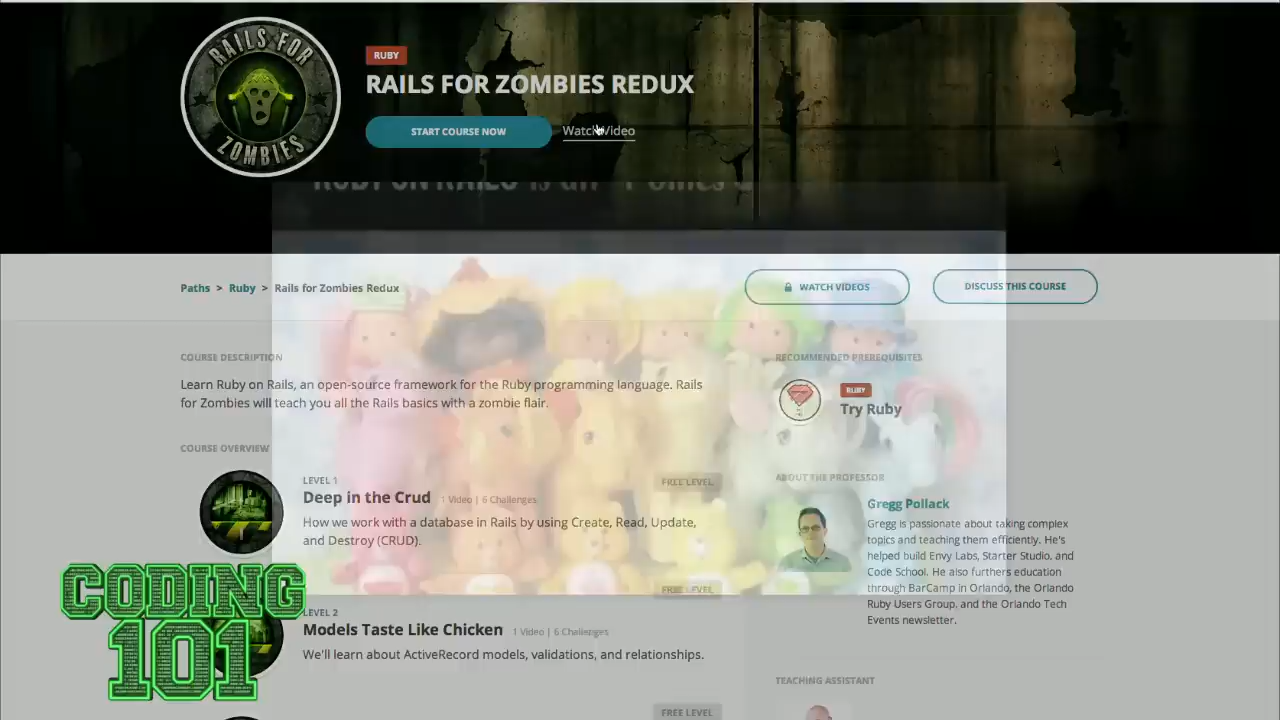 RAILS FOR
ZOMBIES
RUBY
RAILS FOR ZOMBIES REDUX
START COURSE NOW
Watch Video
RUBY ON RAILS is an
Paths > Ruby > Rails for Zombies Redux
WATCH VIDEOS
DISCUSS THIS COURSE
COURSE DESCRIPTION
Learn Ruby on Rails, an open-source framework for the Ruby programming language. Rails
for Zombies will teach you all the Rails basics with a zombie flair.
COURSE OVERVIEW
LEVEL 1
FREE LEVEL
Deep in the Crud 1 Video | 6 Challenges
How we work with a database in Rails by using Create, Read, Update,
and Destroy (CRUD).
FREE LEVEL
LEVEL 2
Models Taste Like Chicken 1 Video | 6 Challenges
We'll learn about ActiveRecord models, validations, and relationships.
FREE LEVEL
RECOMMENDED PREREQUISITES
RUBY
Try Ruby
ABOUT THE PROFESSOR
Gregg Pollack
Gregg is passionate about taking complex
topics and teaching them efficiently. He's
helped build Envy Labs, Starter Studio, and
Code School. He also furthers education
through BarCamp in Orlando, the Orlando
Ruby Users Group, and the Orlando Tech
Events newsletter.
TEACHING ASSISTANT
CODING
101